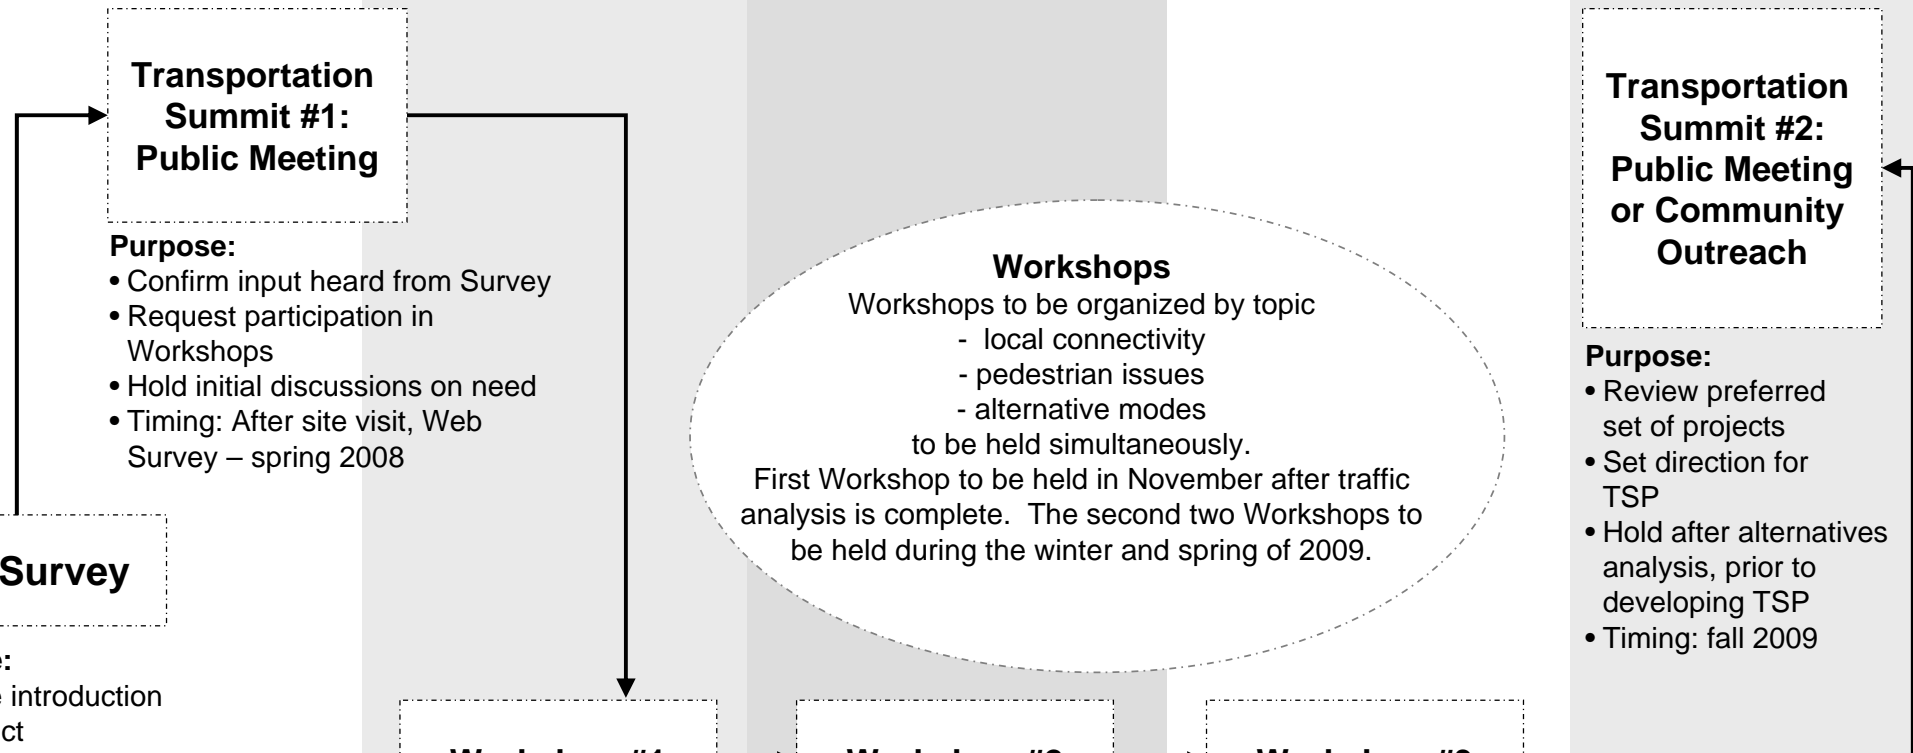 Transportation
Summit #1:
Public Meeting
Purpose:
• Confirm input heard from Survey
• Request participation in
Workshops
• Hold initial discussions on need
• Timing: After site visit, Web
Survey – spring 2008
Survey
introduction
Workshops
Workshops to be organized by topic
- local connectivity
- pedestrian issues
- alternative modes
to be held simultaneously.
First Workshop to be held in November after traffic
analysis is complete. The second two Workshops to
be held during the winter and spring of 2009.
Transportation
Summit #2:
Public Meeting
or Community
Outreach
Purpose:
• Review preferred
set of projects
• Set direction for
TSP
• Hold after alternatives
analysis, prior to
developing TSP
• Timing: fall 2009